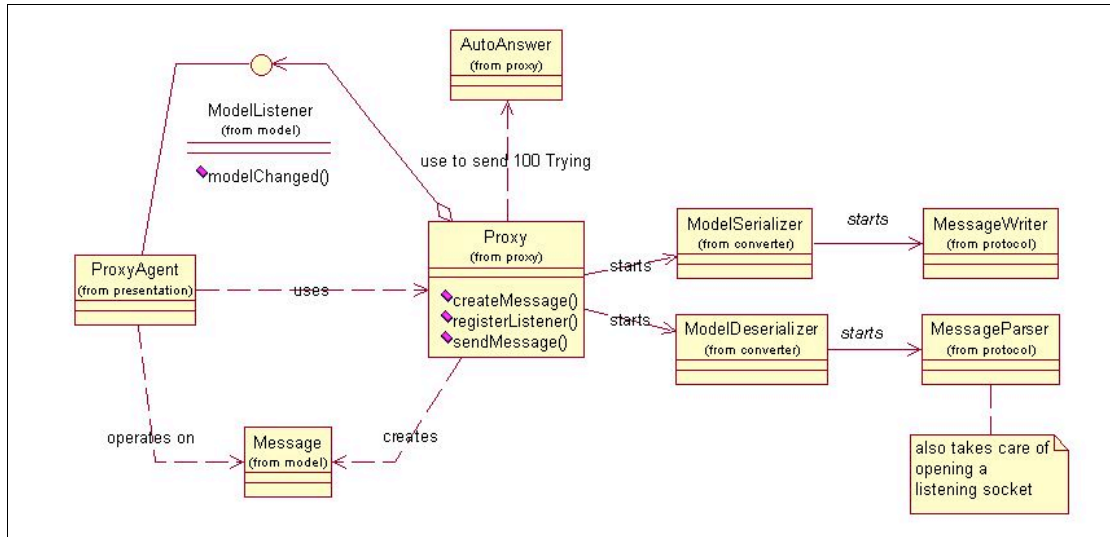 AutoAnswer
(from proxy)
ModelListener
(from model)
modelChanged()
use to send 100 Trying
Proxy
(from proxy)
createMessage()
registerListener()
sendMessage()
ModelSerializer
(from converter)
starts
MessageWriter
(from protocol)
ProxyAgent
(from presentation)
uses
starts
starts
ModelDeserializer
(from converter)
starts
MessageParser
(from protocol)
operates on
Message
(from model)
creates
also takes care of
opening a
listening socket